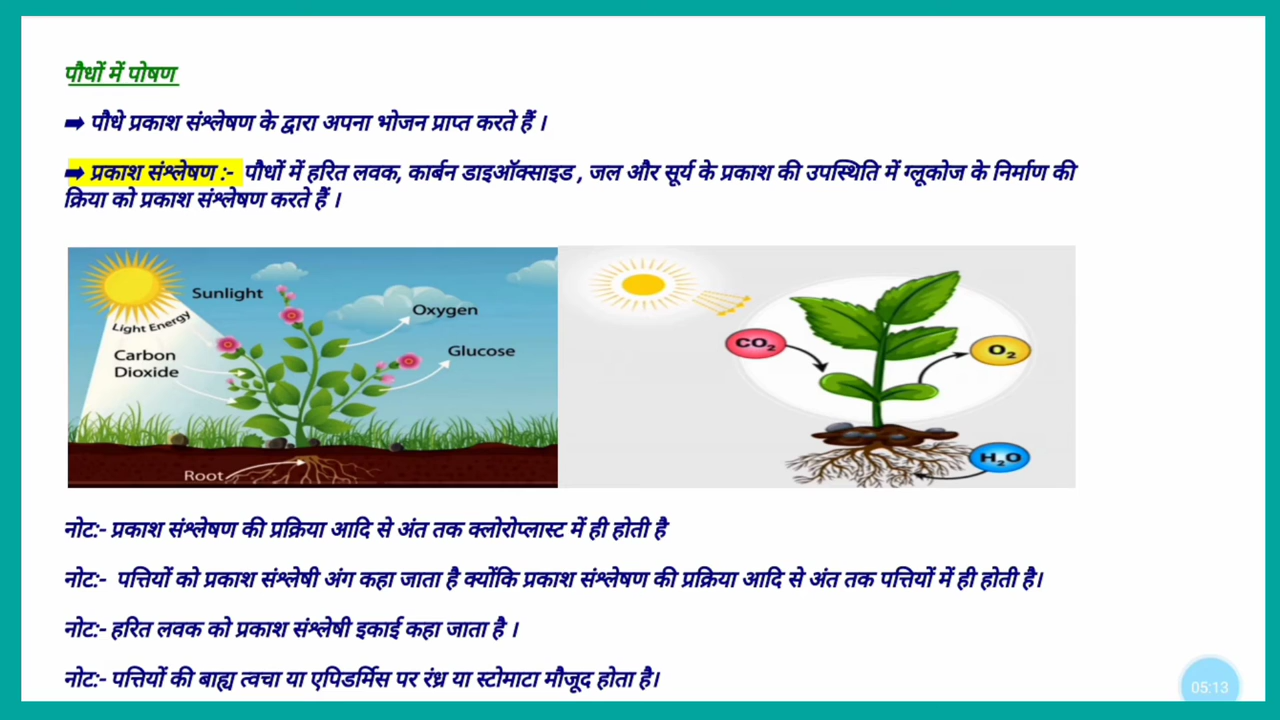 पौधों में पोषण
➡ पौधे प्रकाश संश्लेषण के द्वारा अपना भोजन प्राप्त करते हैं ।
➡ प्रकाश संश्लेषण :- पौधों में हरित लवक, कार्बन डाइऑक्साइड , जल और सूर्य के प्रकाश की उपस्थिति में ग्लूकोज के निर्माण की
क्रिया को प्रकाश संश्लेषण करते हैं ।
Sunlight
Light Energy
Oxygen
Carbon
Dioxide
Glucose
Root
CO₂
O₂
H₂O
नोट:- प्रकाश संश्लेषण की प्रक्रिया आदि से अंत तक क्लोरोप्लास्ट में ही होती है
नोट:- पत्तियों को प्रकाश संश्लेषी अंग कहा जाता है क्योंकि प्रकाश संश्लेषण की प्रक्रिया आदि से अंत तक पत्तियों में ही होती है।
नोट:- हरित लवक को प्रकाश संश्लेषी इकाई कहा जाता है ।
नोट:- पत्तियों की बाह्य त्वचा या एपिडर्मिस पर रंध्र या स्टोमाटा मौजूद होता है।
05:13